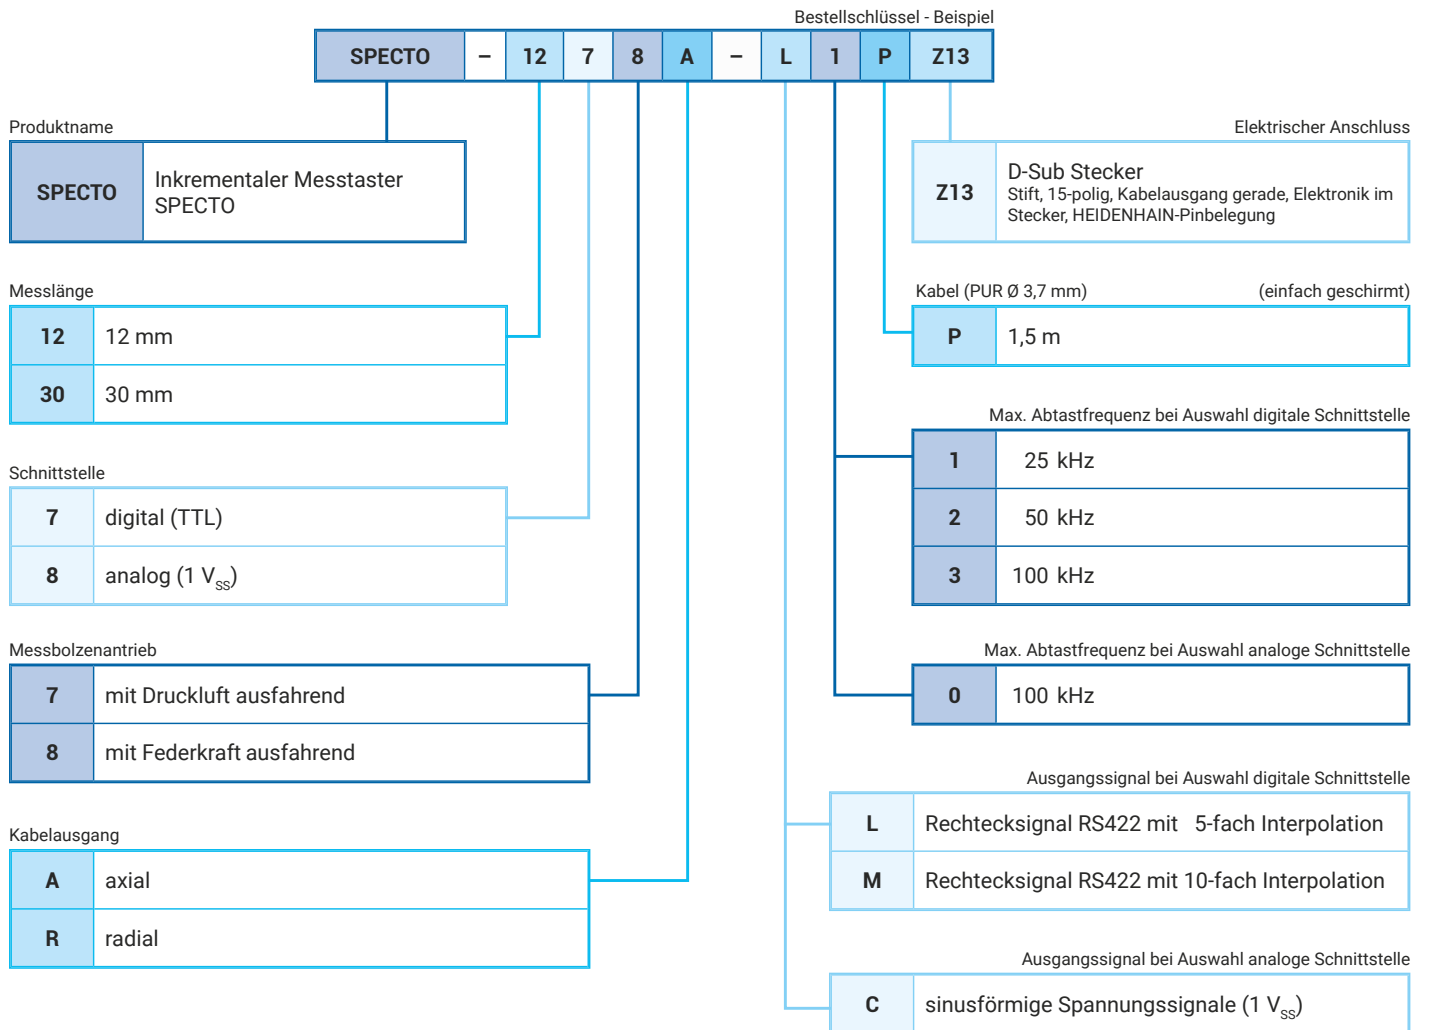 Bestellschlüssel - Beispiel
SPECTO – 12 7 8 A – L 1 P Z13
Produktname
SPECTO Inkrementaler Messtaster
SPECTO
Messlänge
12 12 mm
30 30 mm
Schnittstelle
7 digital (TTL)
8 analog (1 Vss)
Messbolzenantrieb
7 mit Druckluft ausfahrend
8 mit Federkraft ausfahrend
Kabelausgang
A axial
R radial
Elektrischer Anschluss
Z13 D-Sub Stecker
Stift, 15-polig, Kabelausgang gerade, Elektronik im
Stecker, HEIDENHAIN-Pinbelegung
Kabel (PUR Ø 3,7 mm) (einfach geschirmt)
P 1,5 m
Max. Abtastfrequenz bei Auswahl digitale Schnittstelle
1 25 kHz
2 50 kHz
3 100 kHz
Max. Abtastfrequenz bei Auswahl analoge Schnittstelle
0 100 kHz
Ausgangssignal bei Auswahl digitale Schnittstelle
L Rechtecksignal RS422 mit 5-fach Interpolation
M Rechtecksignal RS422 mit 10-fach Interpolation
Ausgangssignal bei Auswahl analoge Schnittstelle
C sinusförmige Spannungssignale (1 Vss)